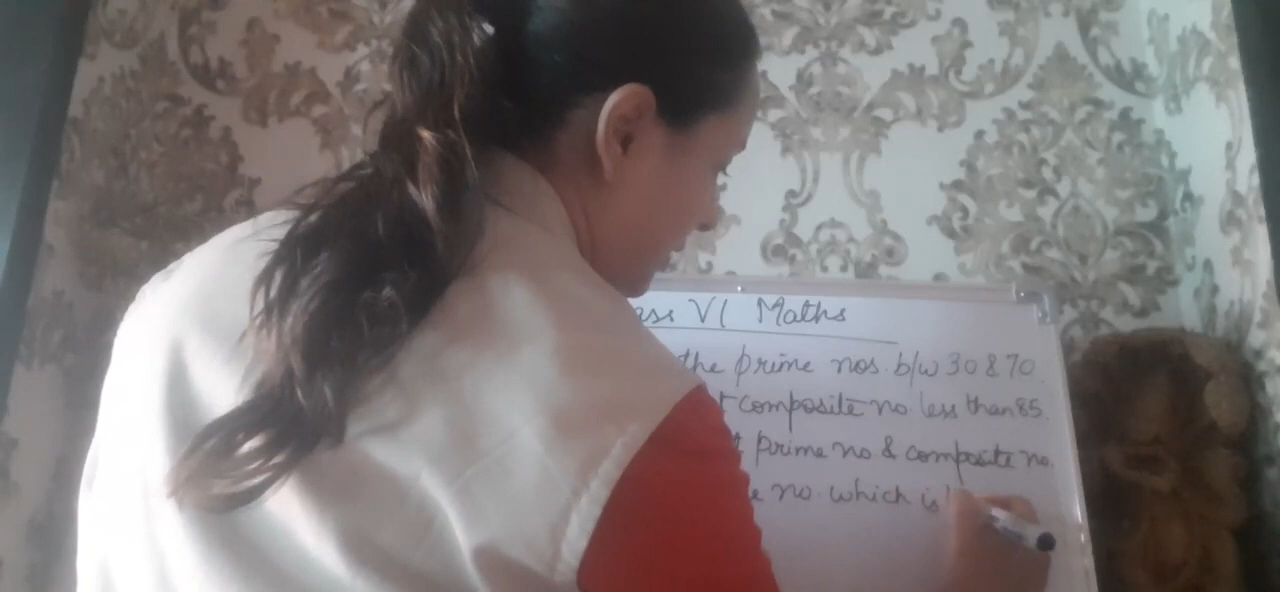 ass VI Maths
the prime nos. b/w 30 & 70.
t composite no. less than 85.
t prime no & composite no.
e no. which is